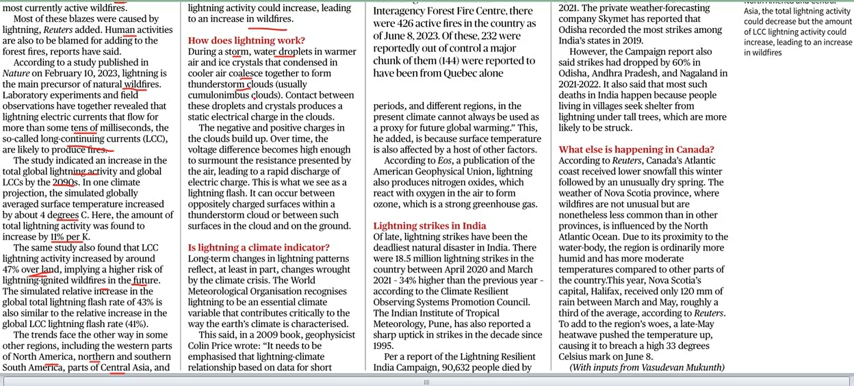 most currently active wildfires.
Most of these blazes were caused by
lightning, Reuters added. Human activities
are also to be blamed for adding to the
forest fires, reports have said.
According to a study published in
Nature on February 10, 2023, lightning is
the main precursor of natural wildfires.
Laboratory experiments and field
observations have together revealed that
lightning electric currents that flow for
more than some tens of milliseconds, the
so-called long-continuing currents (LCC),
are likely to produce fires.
The study indicated an increase in the
total global lightning activity and global
LCCs by the 2090s. In one climate
projection, the simulated globally
averaged surface temperature increased
by about 4 degrees C. Here, the amount of
total lightning activity was found to
increase by 11% per K.
The same study also found that LCC
lightning activity increased by around
47% over land, implying a higher risk of
lightning-ignited wildfires in the future.
The simulated relative increase in the
global total lightning flash rate of 43% is
also similar to the relative increase in the
global LCC lightning flash rate (41%).
The trends face the other way in some
other regions, including the western parts
of North America, northern and southern
South America, parts of Central Asia, and
lightning activity could increase, leading
to an increase in wildfires.
How does lightning work?
During a storm, water droplets in warmer
air and ice crystals that condensed in
cooler air coalesce together to form
thunderstorm clouds (usually
cumulonimbus clouds). Contact between
these droplets and crystals produces a
static electrical charge in the clouds.
The negative and positive charges in
the clouds build up. Over time, the
voltage difference becomes high enough
to surmount the resistance presented by
the air, leading to a rapid discharge of
electric charge. This is what we see as a
lightning flash. It can occur between
oppositely charged surfaces within a
thunderstorm cloud or between such
surfaces in the cloud and on the ground.
Is lightning a climate indicator?
Long-term changes in lightning patterns
reflect, at least in part, changes wrought
by the climate crisis. The World
Meteorological Organisation recognises
lightning to be an essential climate
variable that contributes critically to the
way the earth's climate is characterised.
This said, in a 2009 book, geophysicist
Colin Price wrote: "It needs to be
emphasised that lightning-climate
relationship based on data for short
Interagency Forest Fire Centre, there
were 426 active fires in the country as
of June 8, 2023. Of these, 232 were
reportedly out of control a major
chunk of them (144) were reported to
have been from Quebec alone
periods, and different regions, in the
present climate cannot always be used as
a proxy for future global warming." This,
he added, is because surface temperature
is also affected by a host of other factors.
According to Eos, a publication of the
American Geophysical Union, lightning
also produces nitrogen oxides, which
react with oxygen in the air to form
ozone, which is a strong greenhouse gas.
Lightning strikes in India
Of late, lightning strikes have been the
deadliest natural disaster in India. There
were 18.5 million lightning strikes in the
country between April 2020 and March
2021 - 34% higher than the previous year -
according to the Climate Resilient
Observing Systems Promotion Council.
The Indian Institute of Tropical
Meteorology, Pune, has also reported a
sharp uptick in strikes in the decade since
1995.
Per a report of the Lightning Resilient
India Campaign, 90,632 people died by
2021. The private weather-forecasting
company Skymet has reported that
Odisha recorded the most strikes among
India's states in 2019.
However, the Campaign report also
said strikes had dropped by 60% in
Odisha, Andhra Pradesh, and Nagaland in
2021-2022. It also said that most such
deaths in India happen because people
living in villages seek shelter from
lightning under tall trees, which are more
likely to be struck.
What else is happening in Canada?
According to Reuters, Canada's Atlantic
coast received lower snowfall this winter
followed by an unusually dry spring. The
weather of Nova Scotia province, where
wildfires are not unusual but are
nonetheless less common than in other
provinces, is influenced by the North
Atlantic Ocean. Due to its proximity to the
water-body, the region is ordinarily more
humid and has more moderate
temperatures compared to other parts of
the country.This year, Nova Scotia's
capital, Halifax, received only 120 mm of
rain between March and May, roughly a
third of the average, according to Reuters.
To add to the region's woes, a late-May
heatwave pushed the temperature up,
causing it to breach a high 33 degrees
Celsius mark on June 8.
(With inputs from Vasudevan Mukunth)
North America and Central
Asia, the total lightning activity
could decrease but the amount
of LCC lightning activity could
increase, leading to an increase
in wildfires